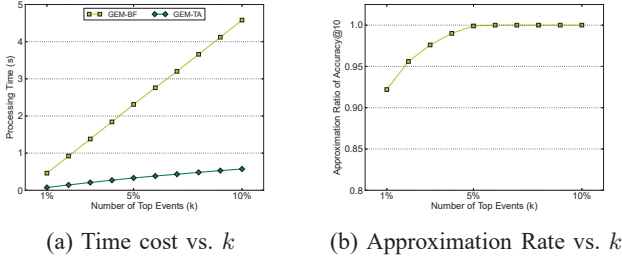 GEM-BF GEM-TA
Processing Time (s)
5
4
3
2
1
0
1% 5% 10%
Number of Top Events (k)
(a) Time cost vs. k
Approximation Ratio of Accuracy@10
1.0
0.95
0.90
0.85
0.8
1% 5% 10%
Number of Top Events (k)
(b) Approximation Rate vs. k